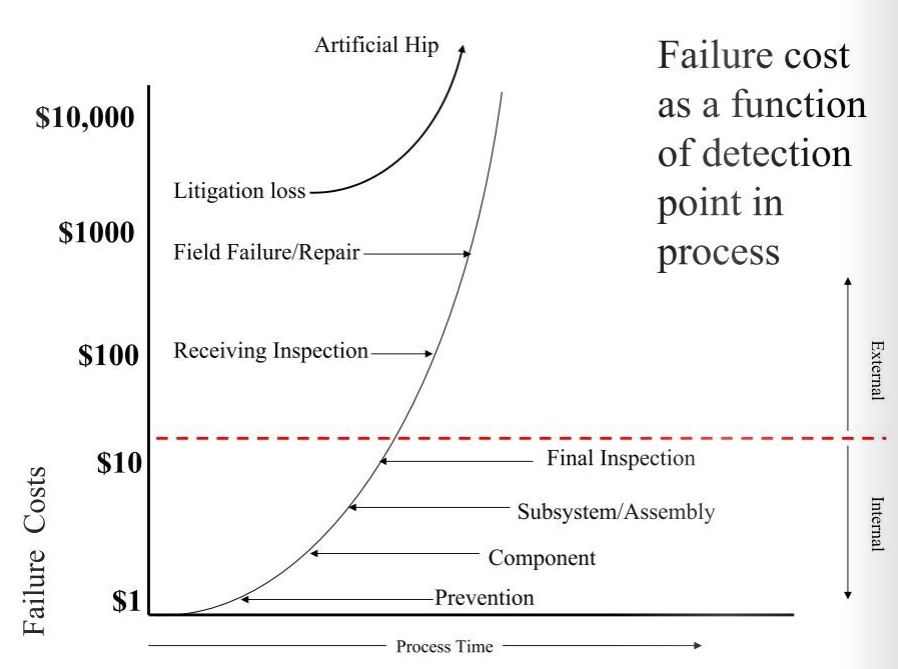 Artificial Hip
Failure cost
as a function
of detection
point in
process
$10,000
Litigation loss
$1000
Field Failure/Repair
$100
Receiving Inspection
External
$10
Final Inspection
Subsystem/Assembly
Internal
Component
$1
Prevention
Failure Costs
Process Time